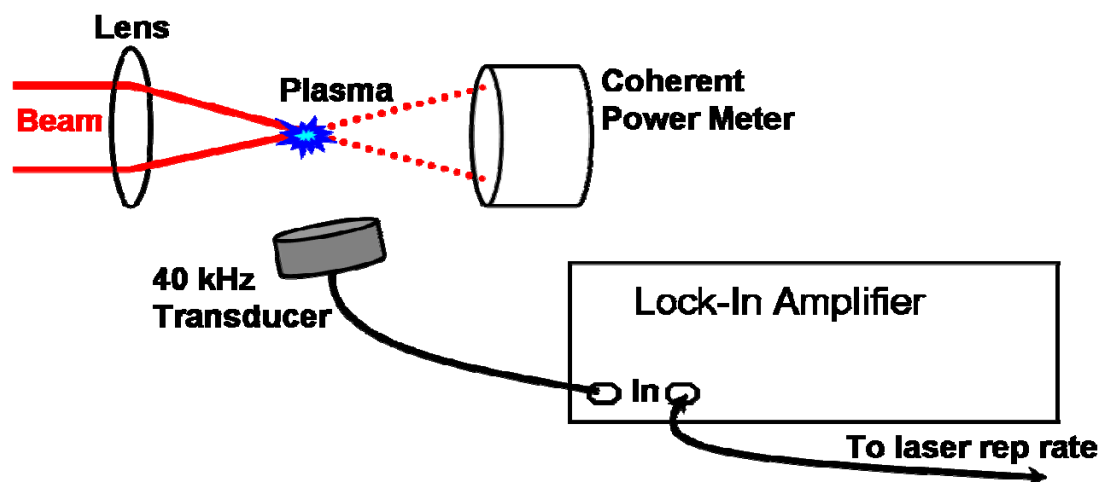 Lens
Beam
Plasma
Coherent
Power Meter
40 kHz
Transducer
Lock-In Amplifier
In
To laser rep rate